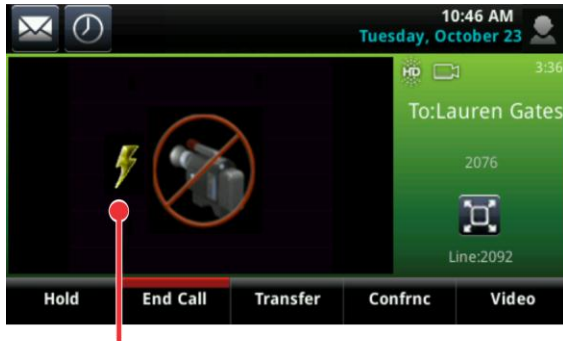 10:46 AM
Tuesday, October 23
HD
3:36
To:Lauren Gates
2076
Line:2092
Hold End Call Transfer Confrnc Video